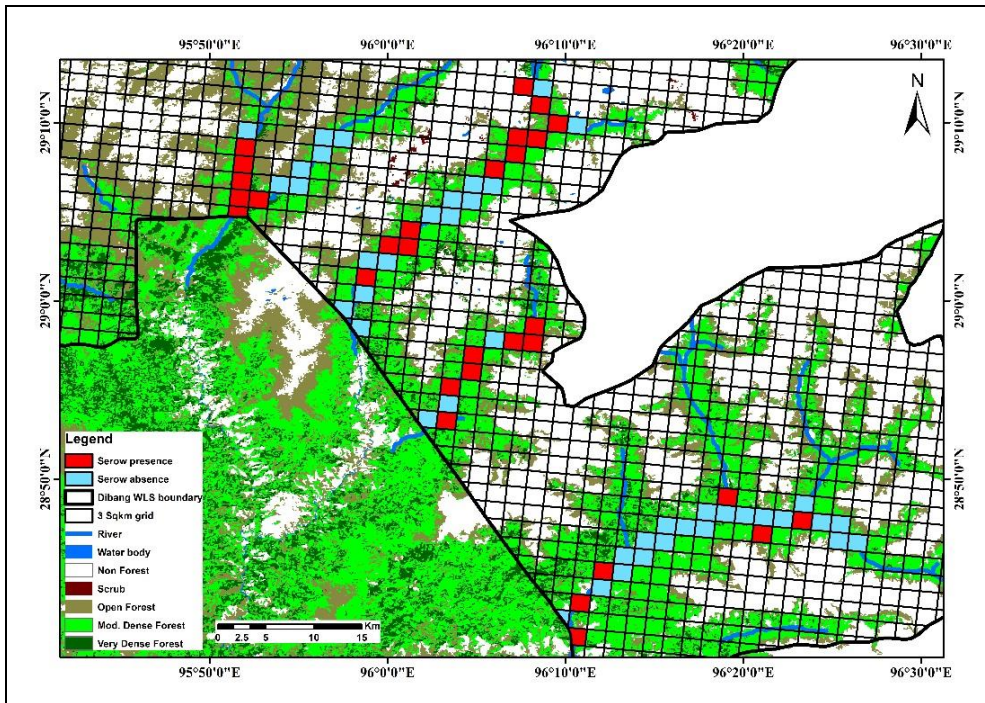 95°50'0"E 96°0'0"E 96°10'0"E 96°20'0"E 96°30'0"E
N
29°10'0"N 29°10'0"N
29°0'0"N 29°0'0"N
28°50'0"N 28°50'0"N
Legend
Serow presence
Serow absence
Dibang WLS boundary
3 Sqkm grid
River
Water body
Non Forest
Scrub
Open Forest
Mod. Dense Forest
Very Dense Forest
Km
0 2.5 5 10 15
95°50'0"E 96°0'0"E 96°10'0"E 96°20'0"E 96°30'0"E